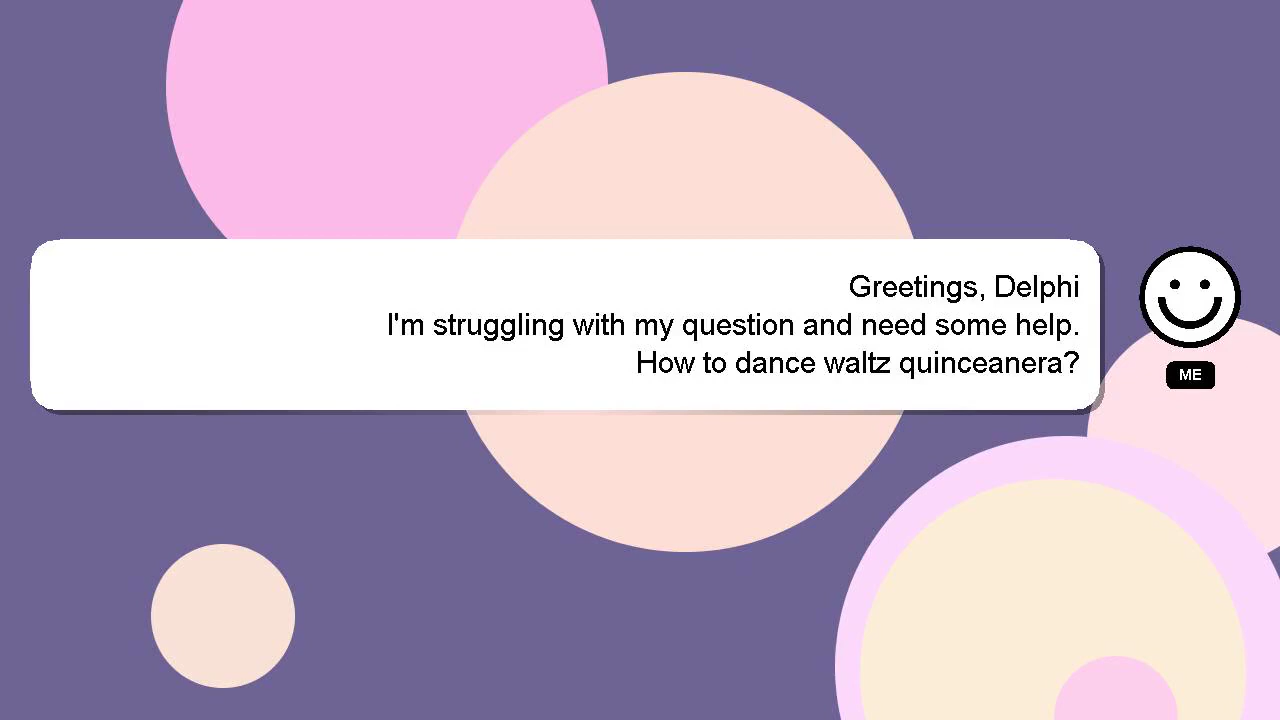 Greetings, Delphi
I'm struggling with my question and need some help.
How to dance waltz quinceanera?
ME